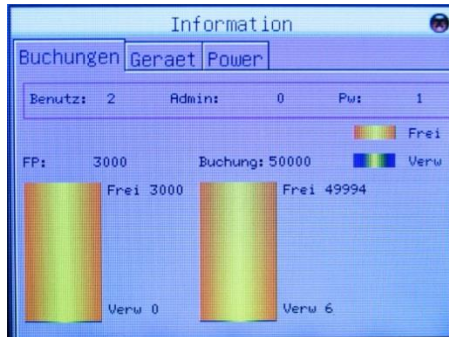 Information
Buchungen Geraet Power
Benutz: 2 Admin: 0 Pw: 1
Frei
FP: 3000 Buchung: 50000 Verw
Frei 3000 Frei 49994
Verw 0 Verw 6